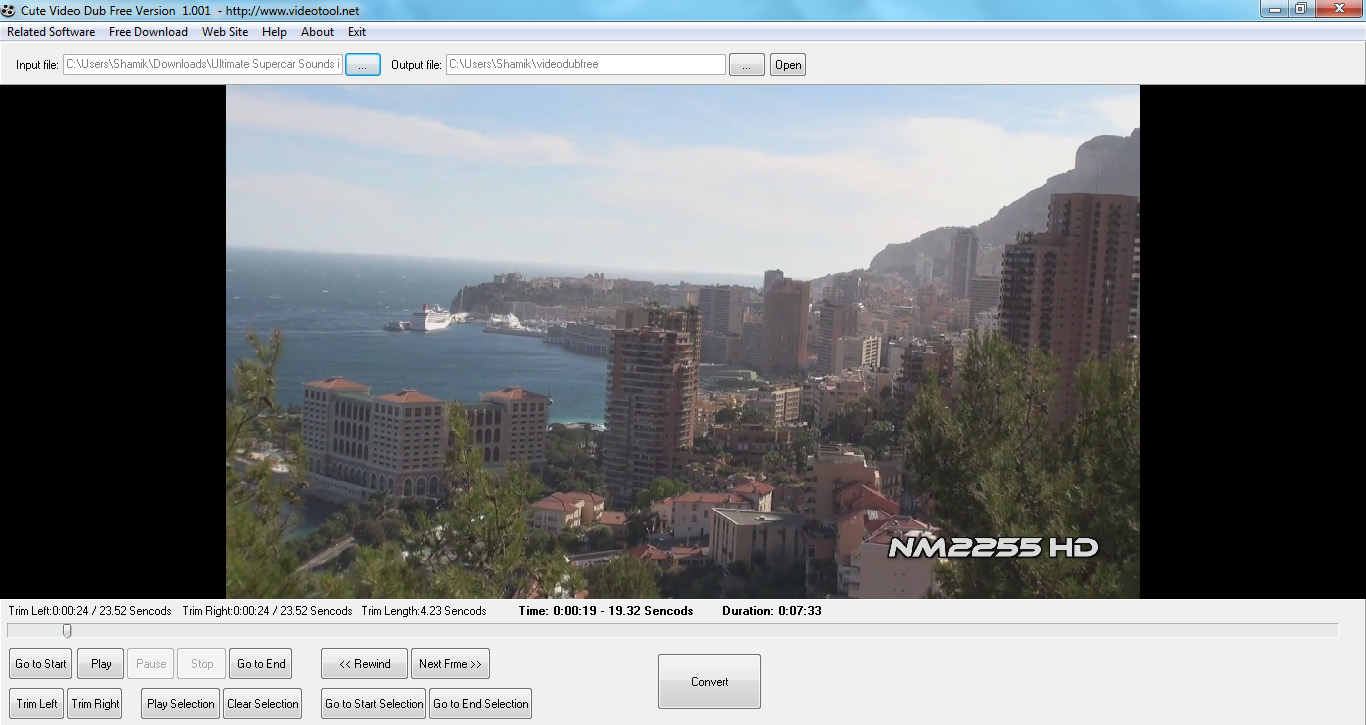 Cute Video Dub Free Version 1.001 - http://www.videotool.net
Related Software Free Download Web Site Help About Exit
Input file: C:\Users\Shamik\Downloads\Ultimate Supercar Sounds i ... Output file: C:\Users\Shamik\videodubfree ... Open
NM2255 HD
Trim Left:0:00:24 / 23.52 Sencods Trim Right:0:00:24 / 23.52 Sencods Trim Length:4.23 Sencods Time: 0:00:19 - 19.32 Sencods Duration: 0:07:33
Go to Start Play Pause Stop Go to End << Rewind Next Frme >>
Convert
Trim Left Trim Right Play Selection Clear Selection Go to Start Selection Go to End Selection